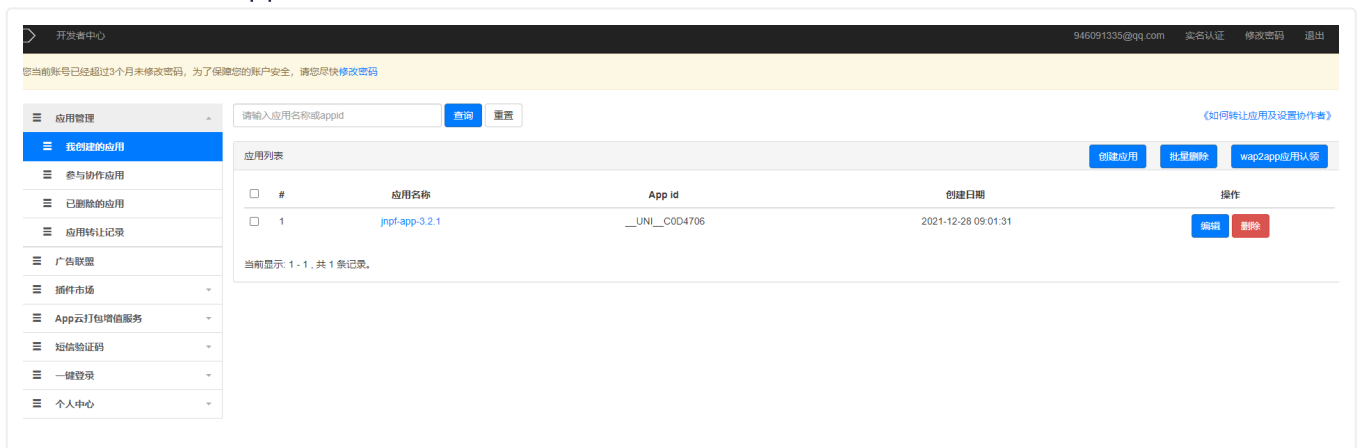 开发者中心 946091335@qq.com 实名认证 修改密码 退出
您当前账号已经超过3个月未修改密码，为了保障您的账户安全，请您尽快修改密码
应用管理
请输入应用名称或appid 查询 重置 《如何转让应用及设置协作者》
我创建的应用
应用列表 创建应用 批量删除 wap2app应用认领
参与协作应用
# 应用名称 App id 创建日期 操作
已删除的应用
1 jnpf-app-3.2.1 __UNI__C0D4706 2021-12-28 09:01:31 编辑 删除
应用转让记录
广告联盟
当前显示: 1 - 1 , 共 1 条记录。
插件市场
App云打包增值服务
短信验证码
一键登录
个人中心